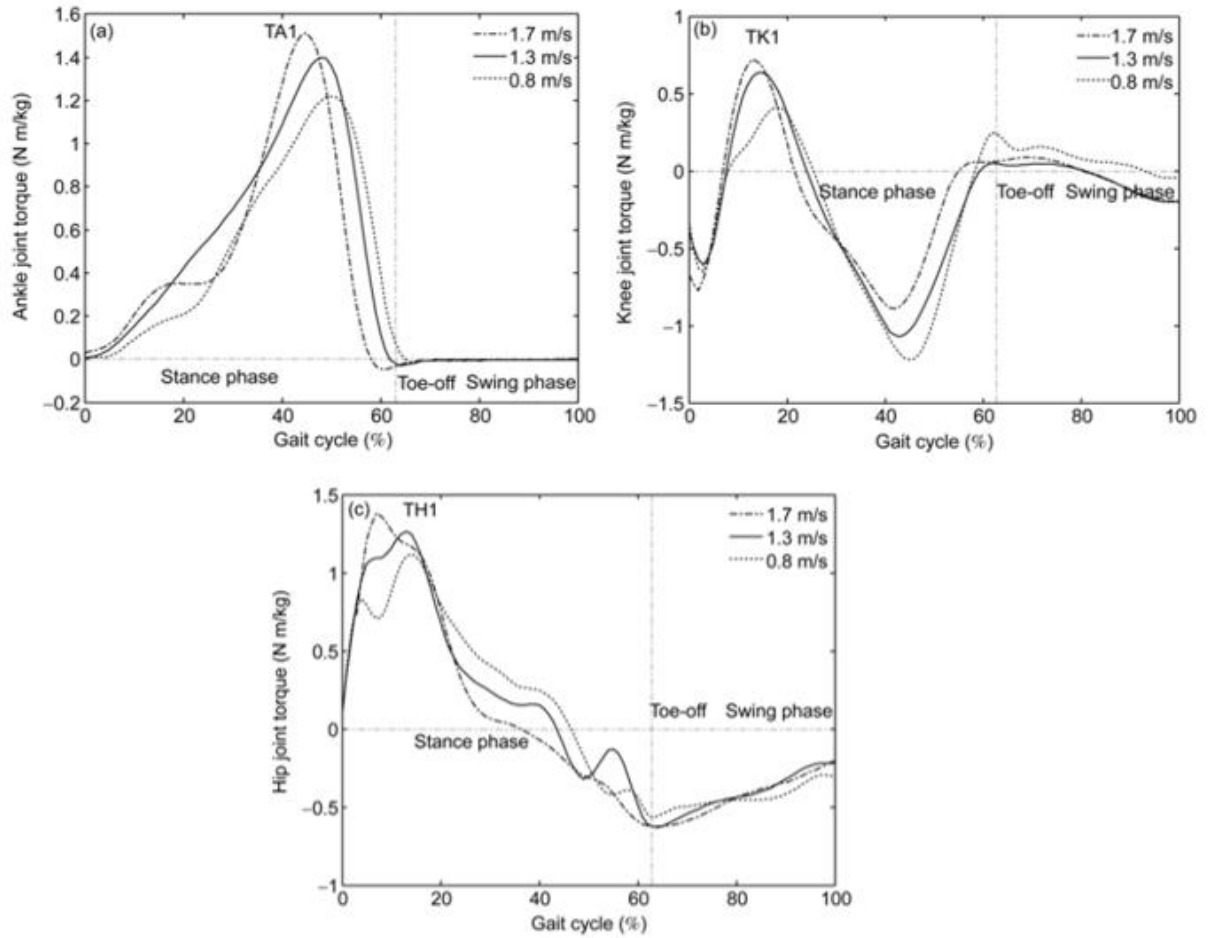 (a)
TA1
1.7 m/s
1.3 m/s
0.8 m/s
1.6
1.4
1.2
1
0.8
0.6
0.4
0.2
0
−0.2
Ankle joint torque (N m/kg)
Stance phase
Toe-off Swing phase
0 20 40 60 80 100
Gait cycle (%)
(b)
TK1
1.7 m/s
1.3 m/s
0.8 m/s
1
0.5
0
−0.5
−1
−1.5
Knee joint torque (N m/kg)
Stance phase
Toe-off Swing phase
0 20 40 60 80 100
Gait cycle (%)
(c)
TH1
1.7 m/s
1.3 m/s
0.8 m/s
1.5
1
0.5
0
−0.5
−1
Hip joint torque (N m/kg)
Toe-off Swing phase
Stance phase
0 20 40 60 80 100
Gait cycle (%)